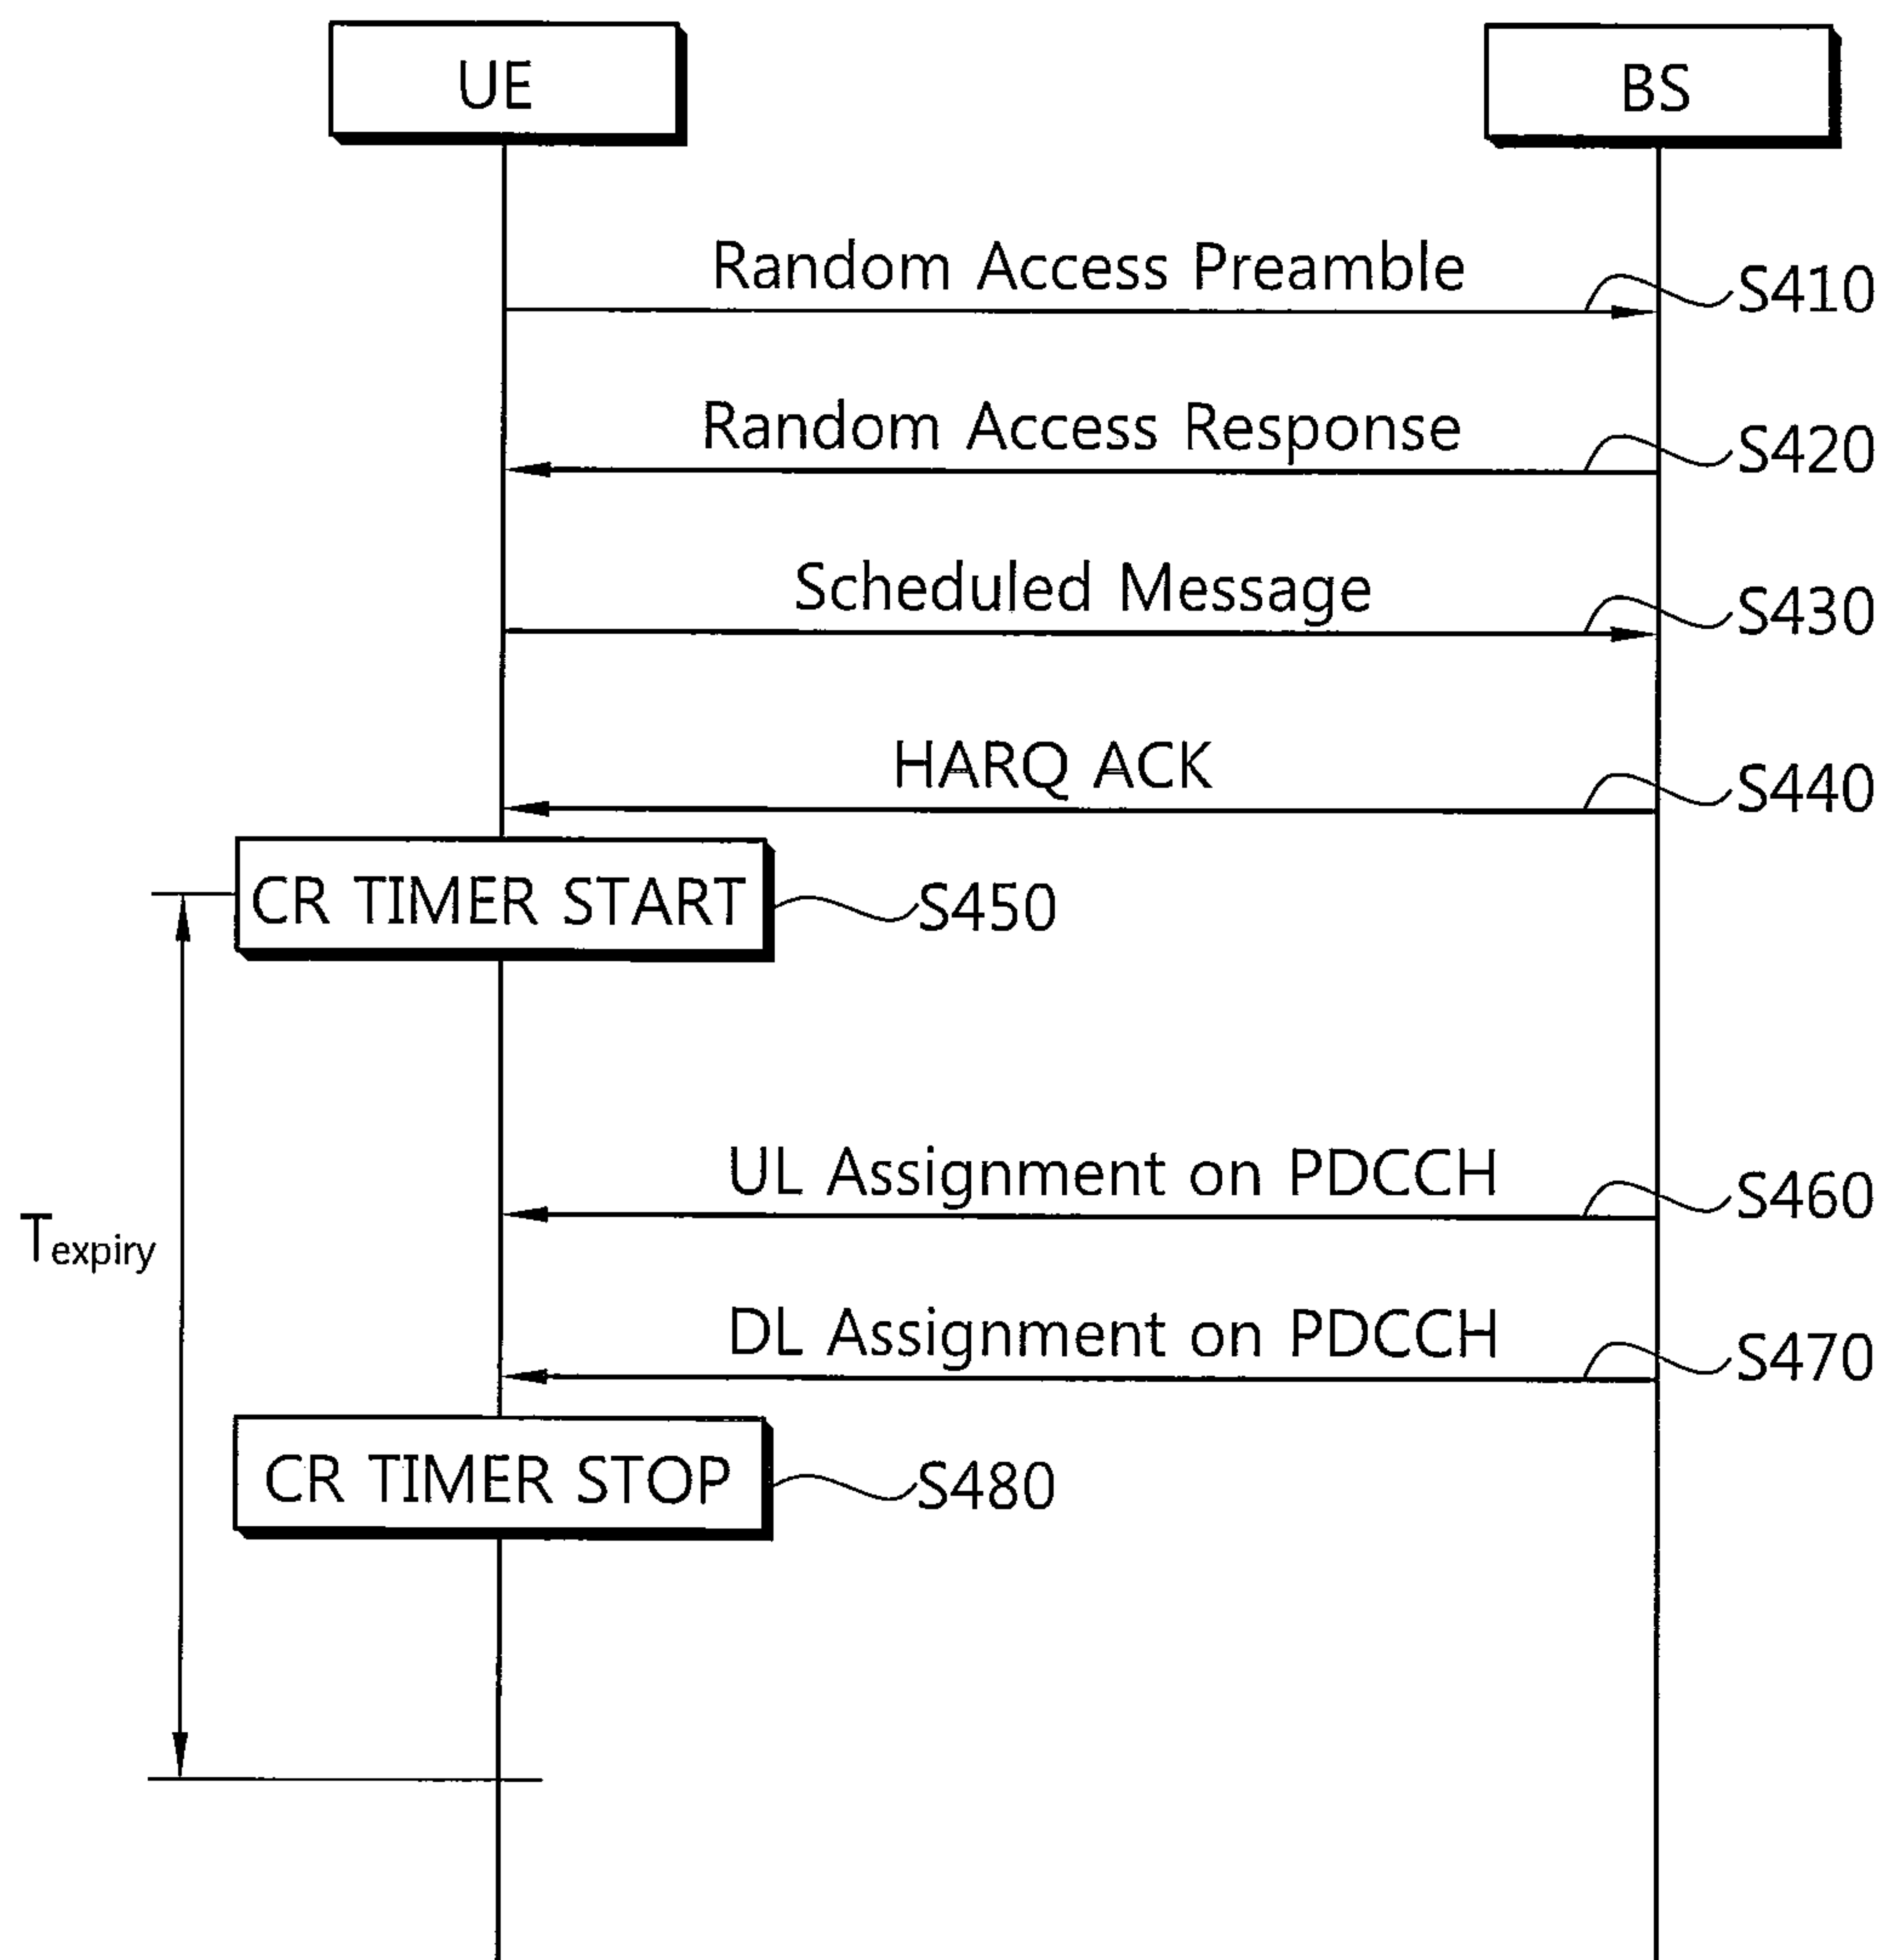 UE
BS
Random Access Preamble
S410
Random Access Response
S420
Scheduled Message
S430
HARQ ACK
S440
CR TIMER START
S450
UL Assignment on PDCCH
S460
Texpiry
DL Assignment on PDCCH
S470
CR TIMER STOP
S480